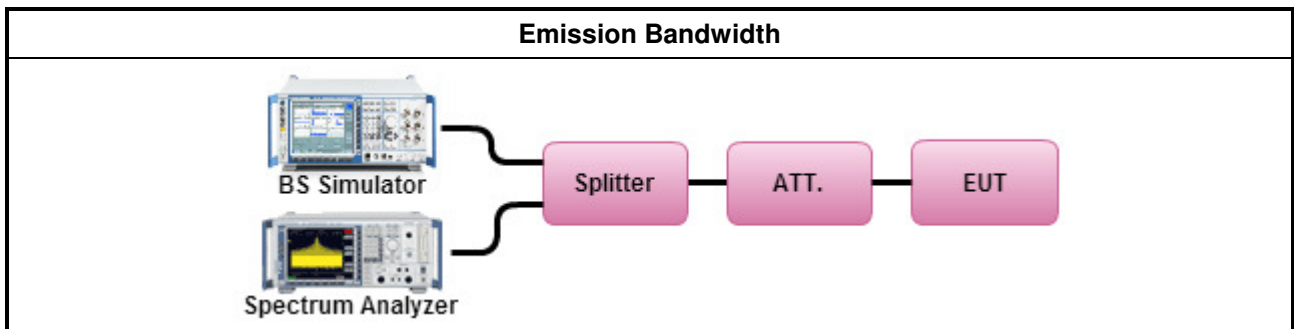 Emission Bandwidth
BS Simulator
Splitter
ATT.
EUT
Spectrum Analyzer